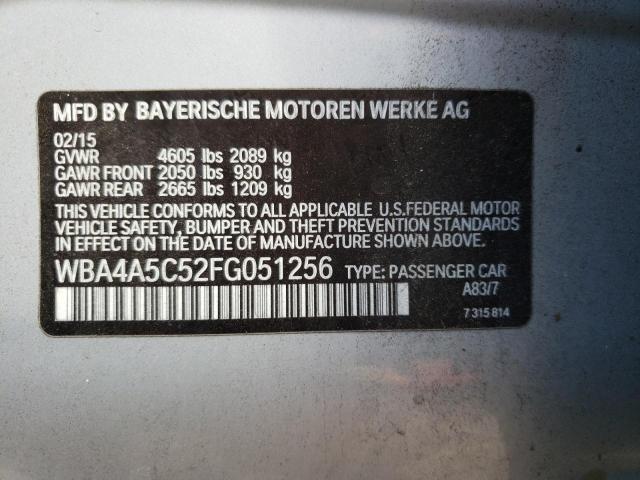 MFD BY BAYERISCHE MOTOREN WERKE AG
02/15
GVWR 4605 lbs 2089 kg
GAWR FRONT 2050 lbs 930 kg
GAWR REAR 2665 lbs 1209 kg
THIS VEHICLE CONFORMS TO ALL APPLICABLE U.S.FEDERAL MOTOR
VEHICLE SAFETY, BUMPER AND THEFT PREVENTION STANDARDS
IN EFFECT ON THE DATE OF MANUFACTURE SHOWN ABOVE.
WBA4A5C52FG051256 TYPE: PASSENGER CAR
A83/7
7 315 814